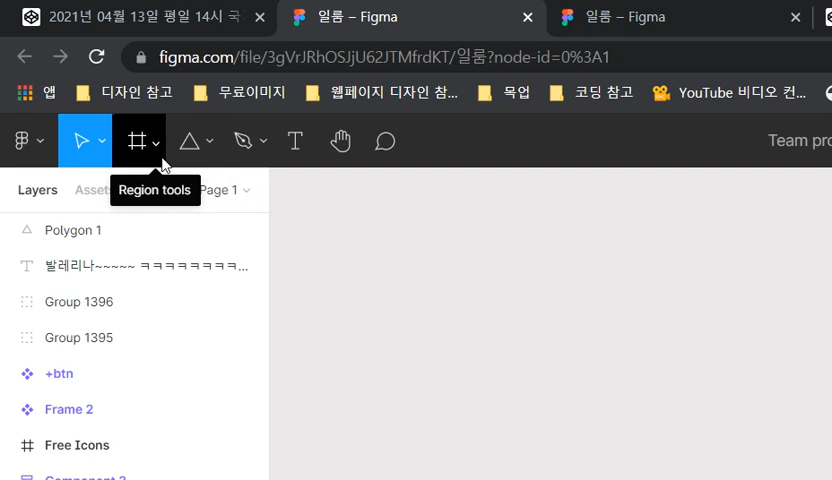 2021년 04월 13일 평일 14시 국
일룸 – Figma
일룸 – Figma
figma.com/file/3gVrJRhOSJjU62JTMfrdKT/일룸?node-id=0%3A1
앱 디자인 참고 무료이미지 웹페이지 디자인 참... 목업 코딩 참고 YouTube 비디오 컨...
Team pro
Region tools
Layers Assets Page 1
Polygon 1
발레리나~~~~~ ㅋㅋㅋㅋㅋㅋㅋㅋ...
Group 1396
Group 1395
+btn
Frame 2
Free Icons